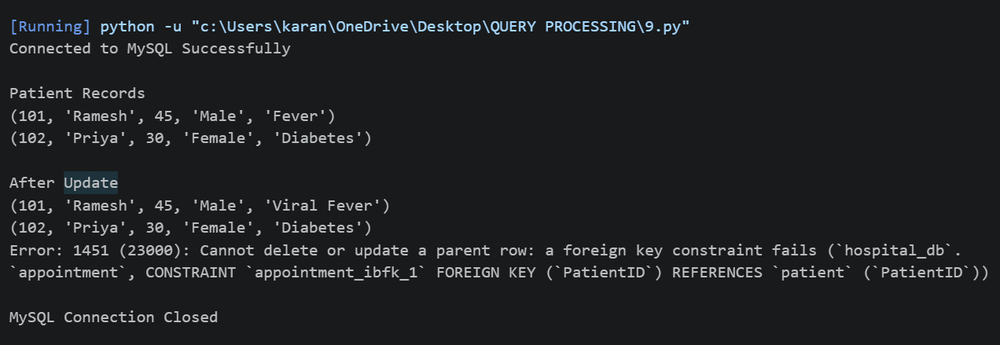 [Running] python -u "c:\Users\karan\OneDrive\Desktop\QUERY PROCESSING\9.py"
Connected to MySQL Successfully
Patient Records
(101, 'Ramesh', 45, 'Male', 'Fever')
(102, 'Priya', 30, 'Female', 'Diabetes')
After Update
(101, 'Ramesh', 45, 'Male', 'Viral Fever')
(102, 'Priya', 30, 'Female', 'Diabetes')
Error: 1451 (23000): Cannot delete or update a parent row: a foreign key constraint fails (`hospital_db`.
`appointment`, CONSTRAINT `appointment_ibfk_1` FOREIGN KEY (`PatientID`) REFERENCES `patient` (`PatientID`))
MySQL Connection Closed